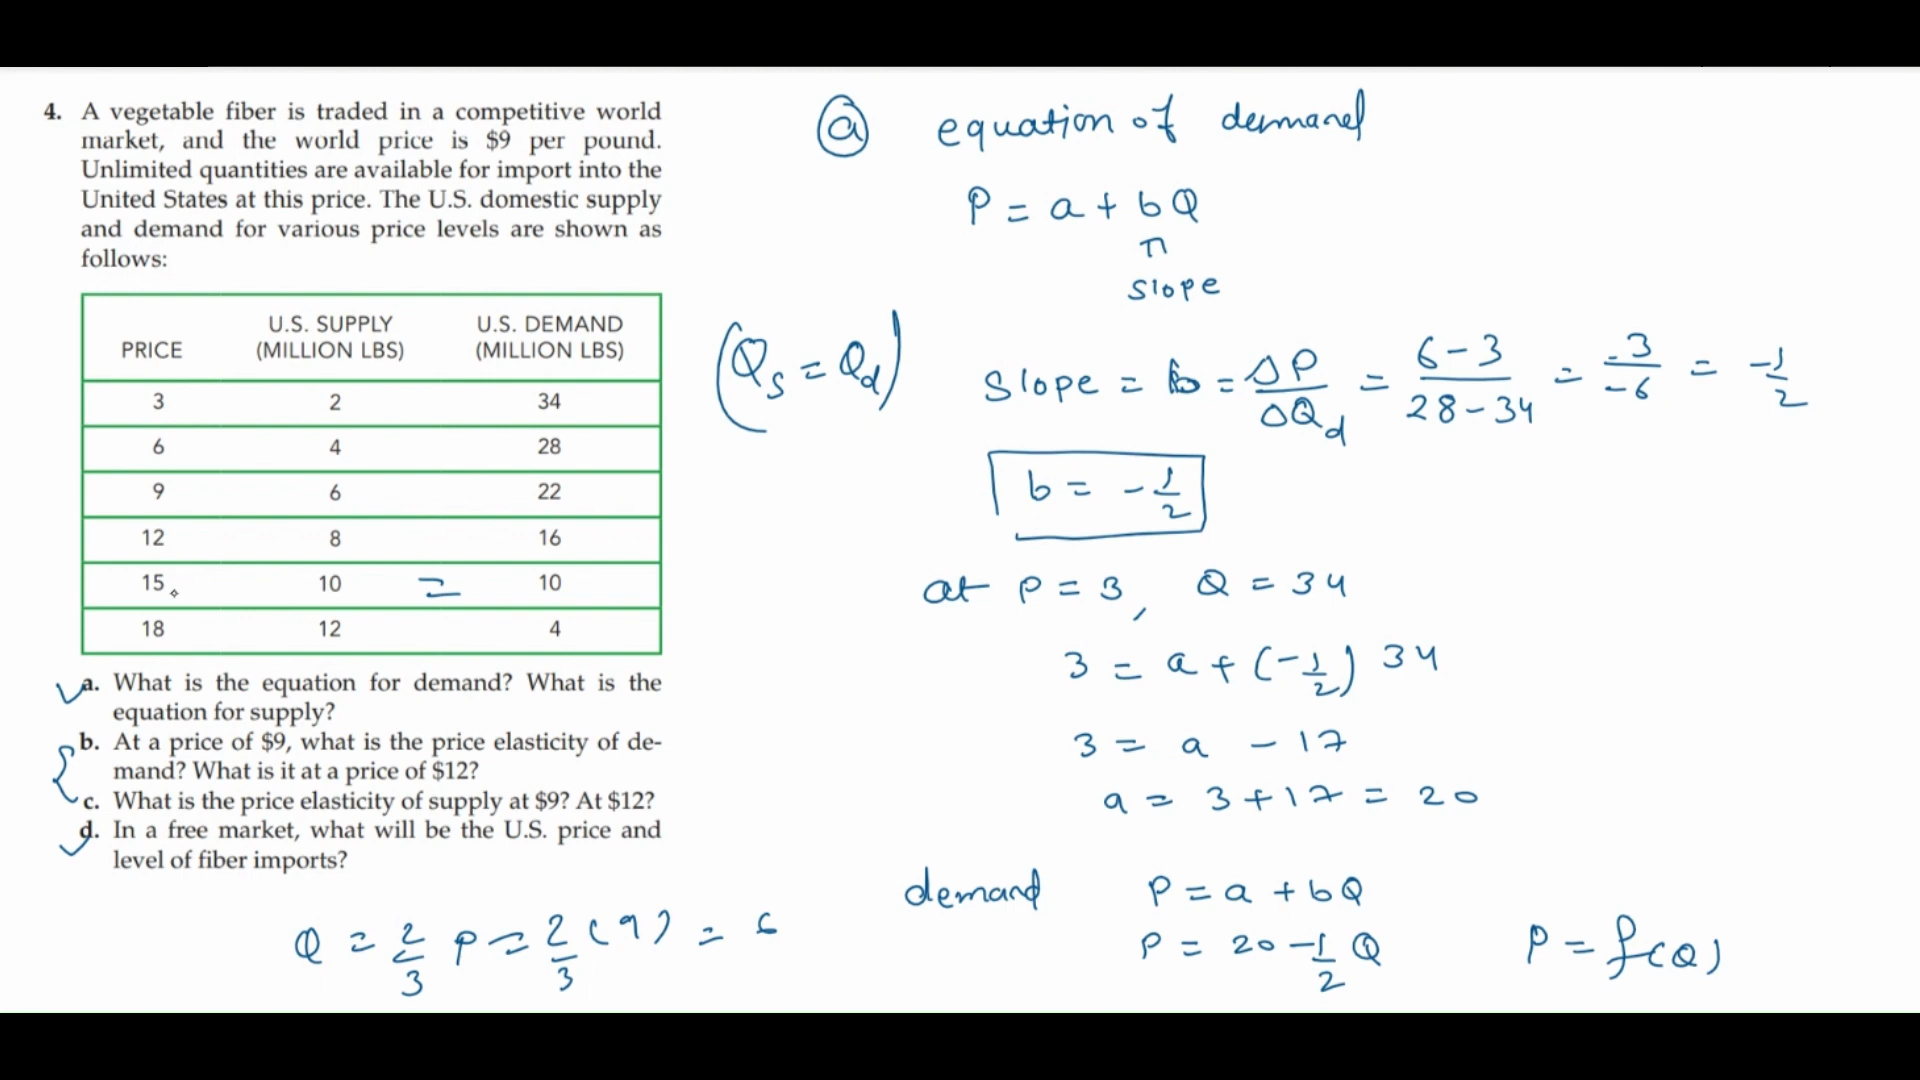 4. A vegetable fiber is traded in a competitive world
market, and the world price is $9 per pound.
Unlimited quantities are available for import into the
United States at this price. The U.S. domestic supply
and demand for various price levels are shown as
follows:
PRICE U.S. SUPPLY (MILLION LBS) U.S. DEMAND (MILLION LBS)
3 2 34
6 4 28
9 6 22
12 8 16
15 10 = 10
18 12 4
a. What is the equation for demand? What is the
equation for supply?
b. At a price of $9, what is the price elasticity of de-
mand? What is it at a price of $12?
c. What is the price elasticity of supply at $9? At $12?
d. In a free market, what will be the U.S. price and
level of fiber imports?
Q = 2/3 P = 2/3 (9) = 6
(Qs = Qd)
a equation of demand
P = a + bQ
slope
Slope = b = ΔP/ΔQd = 6-3/28-34 = -3/-6 = -1/2
b = -1/2
at P = 3, Q = 34
3 = a + (-1/2) 34
3 = a - 17
a = 3 + 17 = 20
demand P = a + bQ
P = 20 - 1/2 Q
P = f(Q)